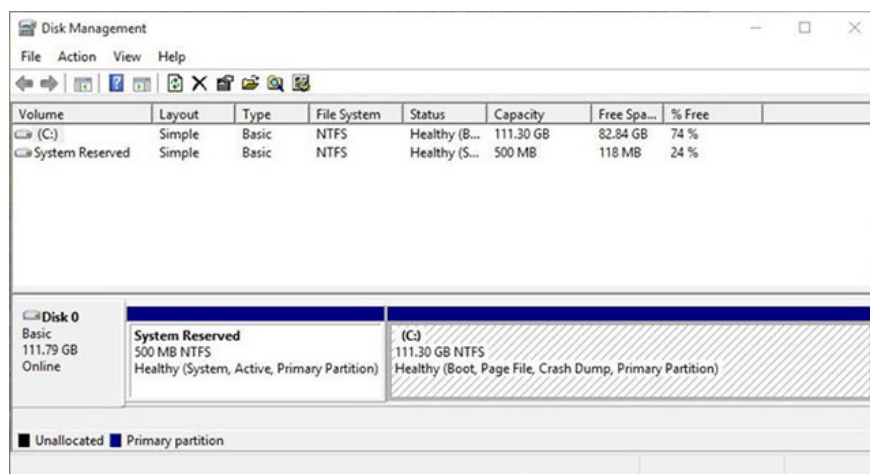 Disk Management
File Action View Help
Volume Layout Type File System Status Capacity Free Spa... % Free
(C:) Simple Basic NTFS Healthy (B... 111.30 GB 82.84 GB 74 %
System Reserved Simple Basic NTFS Healthy (S... 500 MB 118 MB 24 %
Disk 0
Basic
111.79 GB
Online
System Reserved
500 MB NTFS
Healthy (System, Active, Primary Partition)
(C:)
111.30 GB NTFS
Healthy (Boot, Page File, Crash Dump, Primary Partition)
Unallocated Primary partition